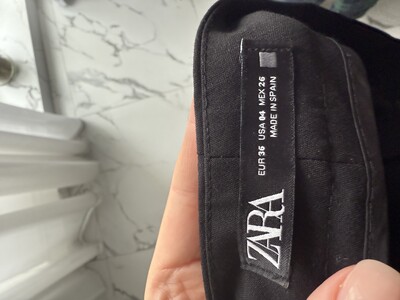 ZARA
EUR 36 USA 04 MEX 26
MADE IN SPAIN